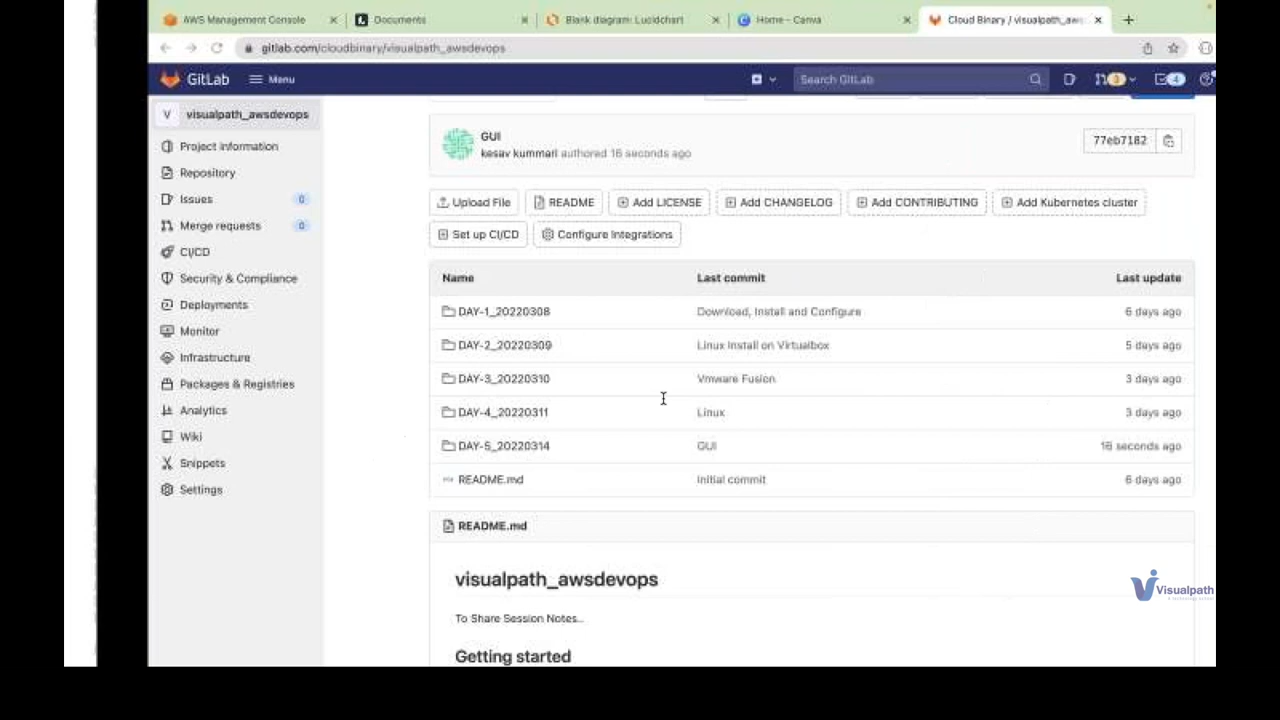 AWS Management Console
Documents
Blank diagram: Lucidchart
Home - Canva
Cloud Binary / visualpath_aws
gitlab.com/cloudbinary/visualpath_awsdevops
GitLab Menu Search GitLab 3 4
V visualpath_awsdevops
Project information
Repository
Issues 0
Merge requests 0
CI/CD
Security & Compliance
Deployments
Monitor
Infrastructure
Packages & Registries
Analytics
Wiki
Snippets
Settings
GUI
kesav kummari authored 16 seconds ago
77eb7182
Upload File README Add LICENSE Add CHANGELOG Add CONTRIBUTING Add Kubernetes cluster
Set up CI/CD Configure Integrations
Name Last commit Last update
DAY-1_20220308 Download, Install and Configure 6 days ago
DAY-2_20220309 Linux Install on Virtualbox 5 days ago
DAY-3_20220310 Vmware Fusion 3 days ago
DAY-4_20220311 Linux 3 days ago
DAY-5_20220314 GUI 16 seconds ago
README.md Initial commit 6 days ago
README.md
visualpath_awsdevops
To Share Session Notes...
Getting started
Visualpath